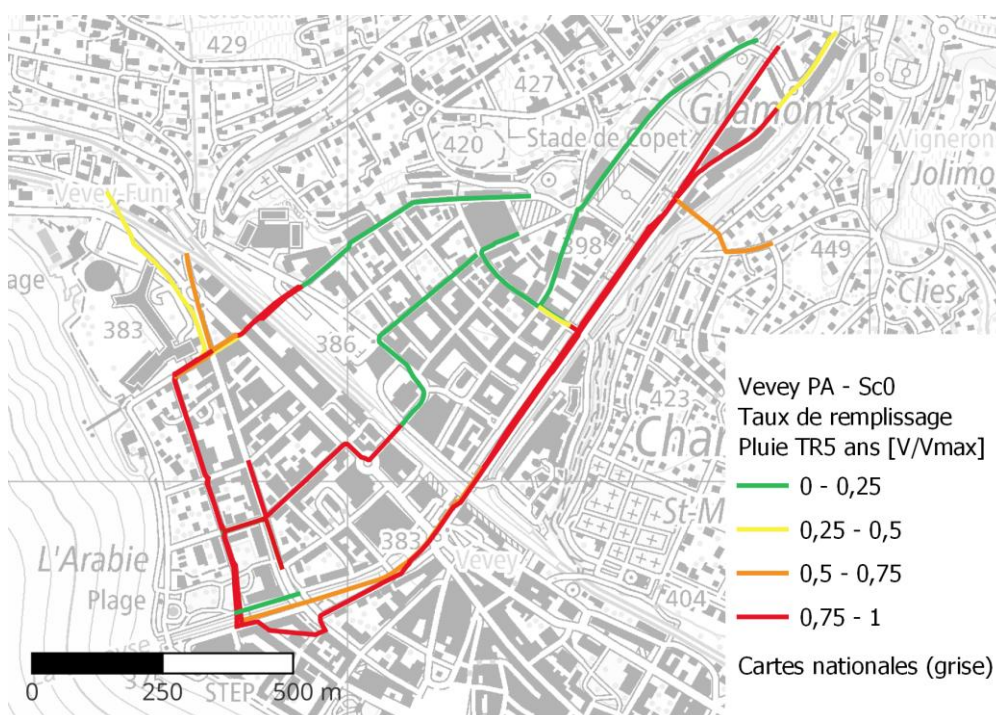 429
427
Gilamont
Stade de Copet
420
Vigneron
Jolimo
Vevey-Funi
398
449
Clies
383
386
423
Char
St-M
L'Arabie
Plage
383
Vevey
404
STEP
0 250 500 m
Vevey PA - Sc0
Taux de remplissage
Pluie TR5 ans [V/Vmax]
0 - 0,25
0,25 - 0,5
0,5 - 0,75
0,75 - 1
Cartes nationales (grise)